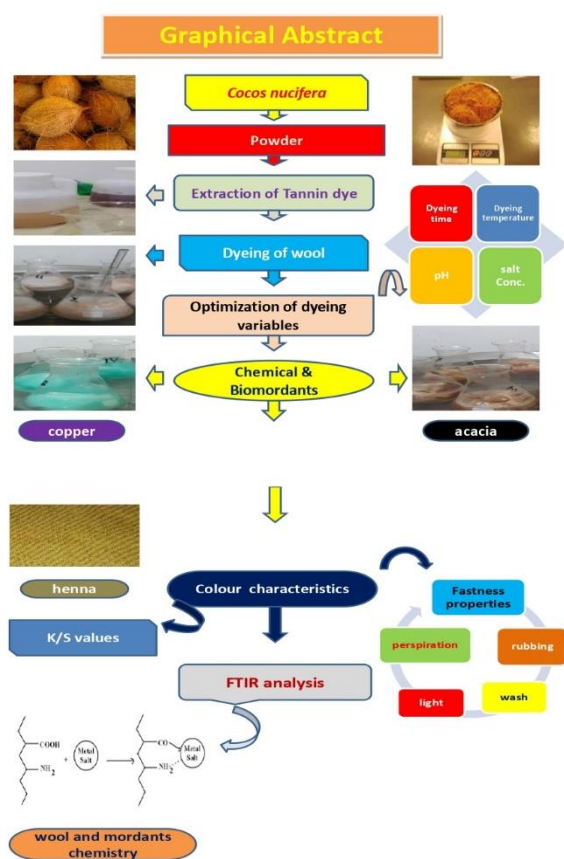 Graphical Abstract
Cocos nucifera
Powder
Extraction of Tannin dye
Dyeing of wool
Optimization of dyeing
variables
Dyeing
time
Dyeing
temperature
pH
salt
Conc.
Chemical &
Biomordants
copper
acacia
henna
Colour characteristics
K/S values
Fastness
properties
perspiration
rubbing
light
wash
FTIR analysis
COOH
+
Metal
Salt
NH2
CO
Metal
Salt
NH2
wool and mordants
chemistry